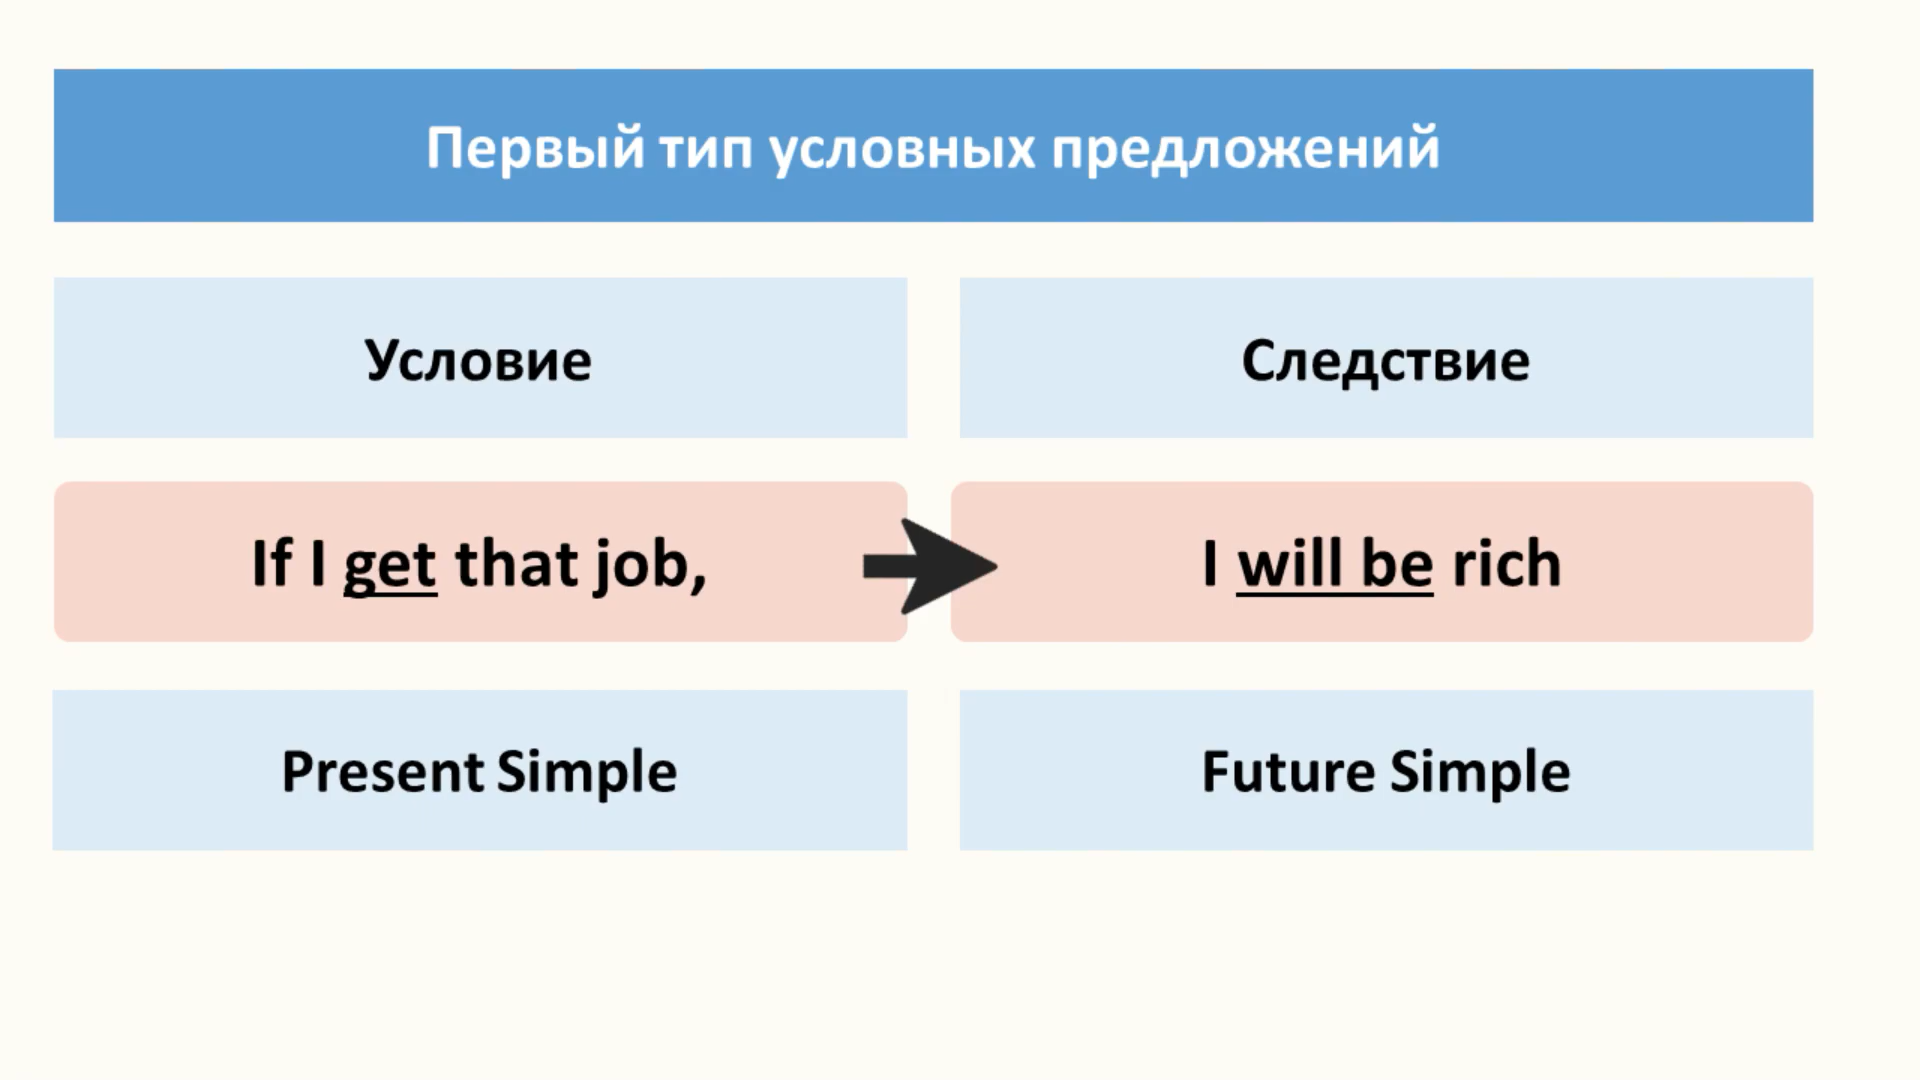 Первый тип условных предложений
Условие
Следствие
If I get that job,
I will be rich
Present Simple
Future Simple